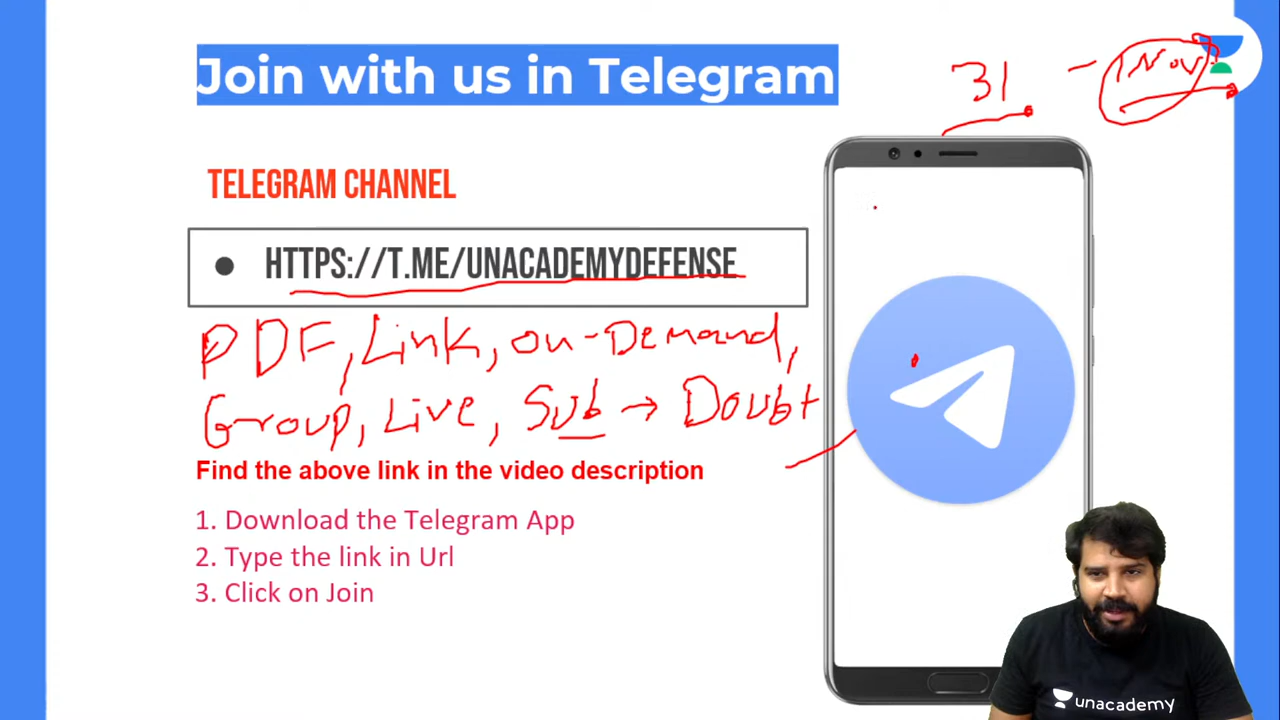 Join with us in Telegram
31 - 1 Nov
TELEGRAM CHANNEL
● HTTPS://T.ME/UNACADEMYDEFENSE
PDF, Link, on-Demand,
Group, Live, Sub → Doubt
Find the above link in the video description
1. Download the Telegram App
2. Type the link in Url
3. Click on Join
unacademy